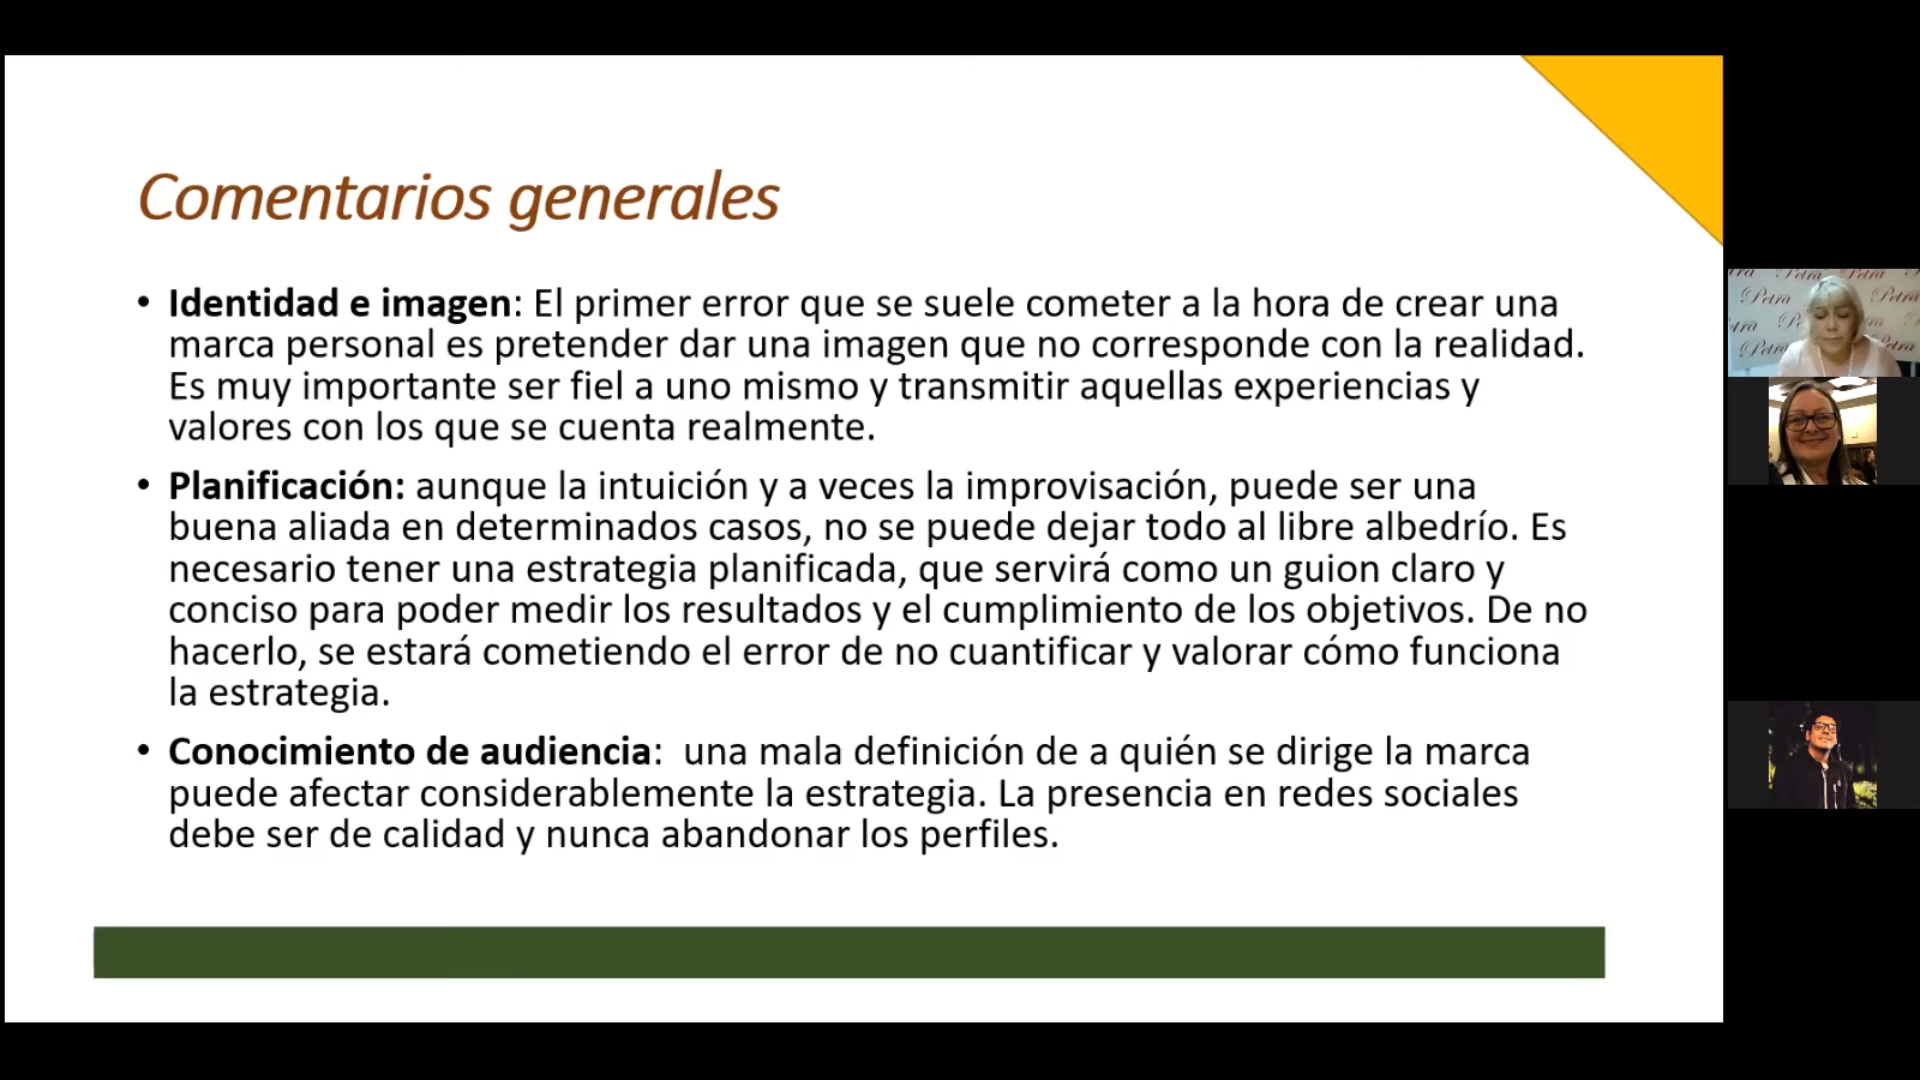 Comentarios generales
• Identidad e imagen: El primer error que se suele cometer a la hora de crear una
marca personal es pretender dar una imagen que no corresponde con la realidad.
Es muy importante ser fiel a uno mismo y transmitir aquellas experiencias y
valores con los que se cuenta realmente.
• Planificación: aunque la intuición y a veces la improvisación, puede ser una
buena aliada en determinados casos, no se puede dejar todo al libre albedrío. Es
necesario tener una estrategia planificada, que servirá como un guion claro y
conciso para poder medir los resultados y el cumplimiento de los objetivos. De no
hacerlo, se estará cometiendo el error de no cuantificar y valorar cómo funciona
la estrategia.
• Conocimiento de audiencia:  una mala definición de a quién se dirige la marca
puede afectar considerablemente la estrategia. La presencia en redes sociales
debe ser de calidad y nunca abandonar los perfiles.
Petra Petra
Petra Petra
Petra